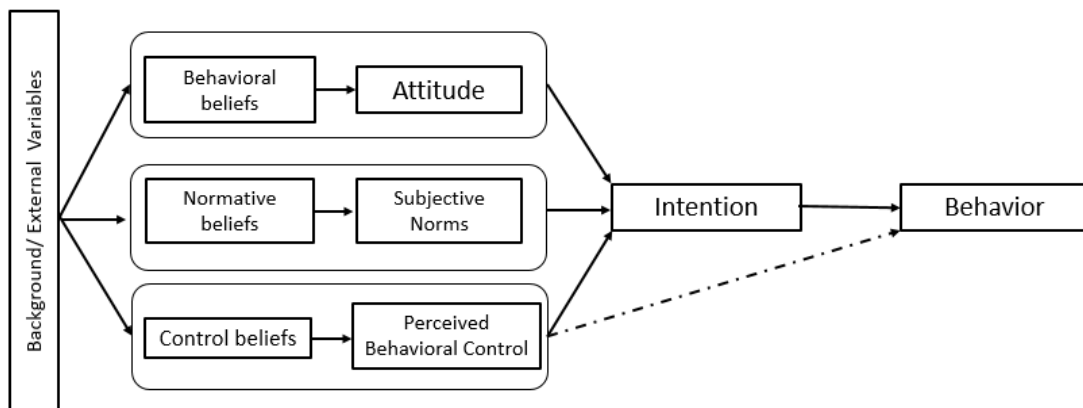 Background/ External Variables
Behavioral
beliefs
Attitude
Normative
beliefs
Subjective
Norms
Control beliefs
Perceived
Behavioral Control
Intention
Behavior